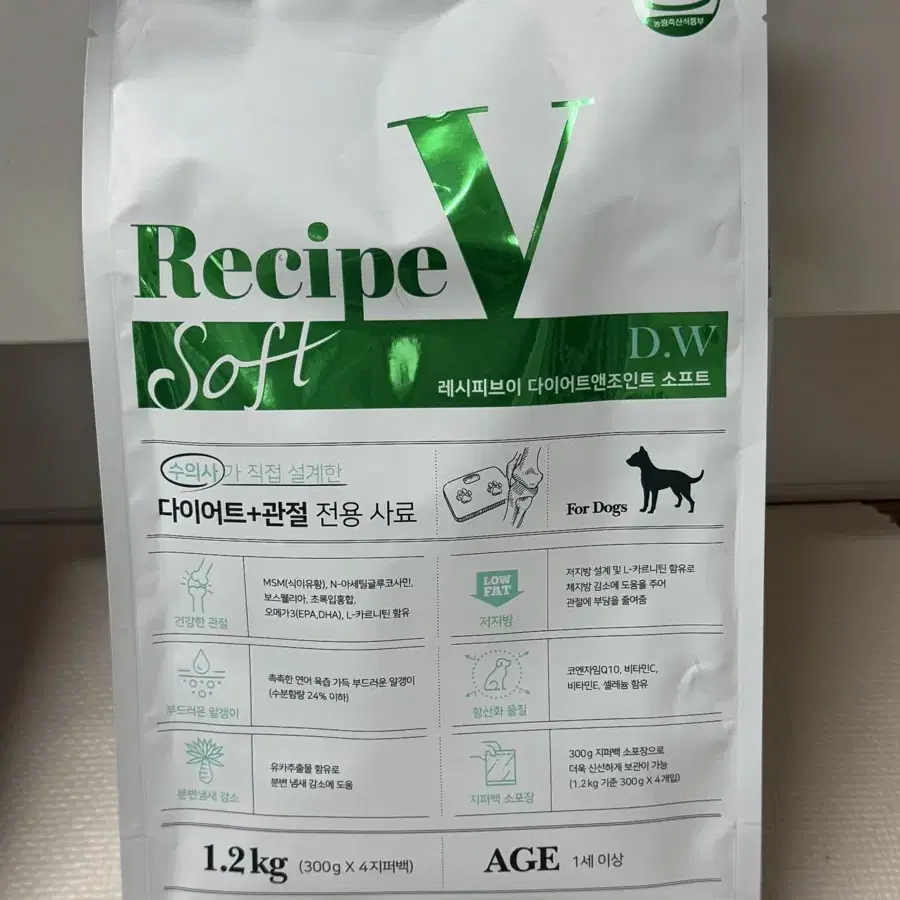 농림축산식품부
Recipe V
Soft
D.W
레시피브이 다이어트앤조인트 소프트
수의사가 직접 설계한
다이어트+관절 전용 사료
For Dogs
건강한 관절
MSM(식이유황), N-아세틸글루코사민,
보스웰리아, 초록입홍합,
오메가3(EPA,DHA), L-카르니틴 함유
LOW
FAT
저지방
저지방 설계 및 L-카르니틴 함유로
체지방 감소에 도움을 주어
관절에 부담을 줄여줌
부드러운 알갱이
촉촉한 연어 육즙 가득 부드러운 알갱이
(수분함량 24% 이하)
항산화 물질
코엔자임Q10, 비타민C,
비타민E, 셀레늄 함유
분변냄새 감소
유카추출물 함유로
분변 냄새 감소에 도움
지퍼백 소포장
300g 지퍼백 소포장으로
더욱 신선하게 보관이 가능
(1.2kg 기준 300g X 4개입)
1.2kg (300g X 4지퍼백)
AGE 1세 이상